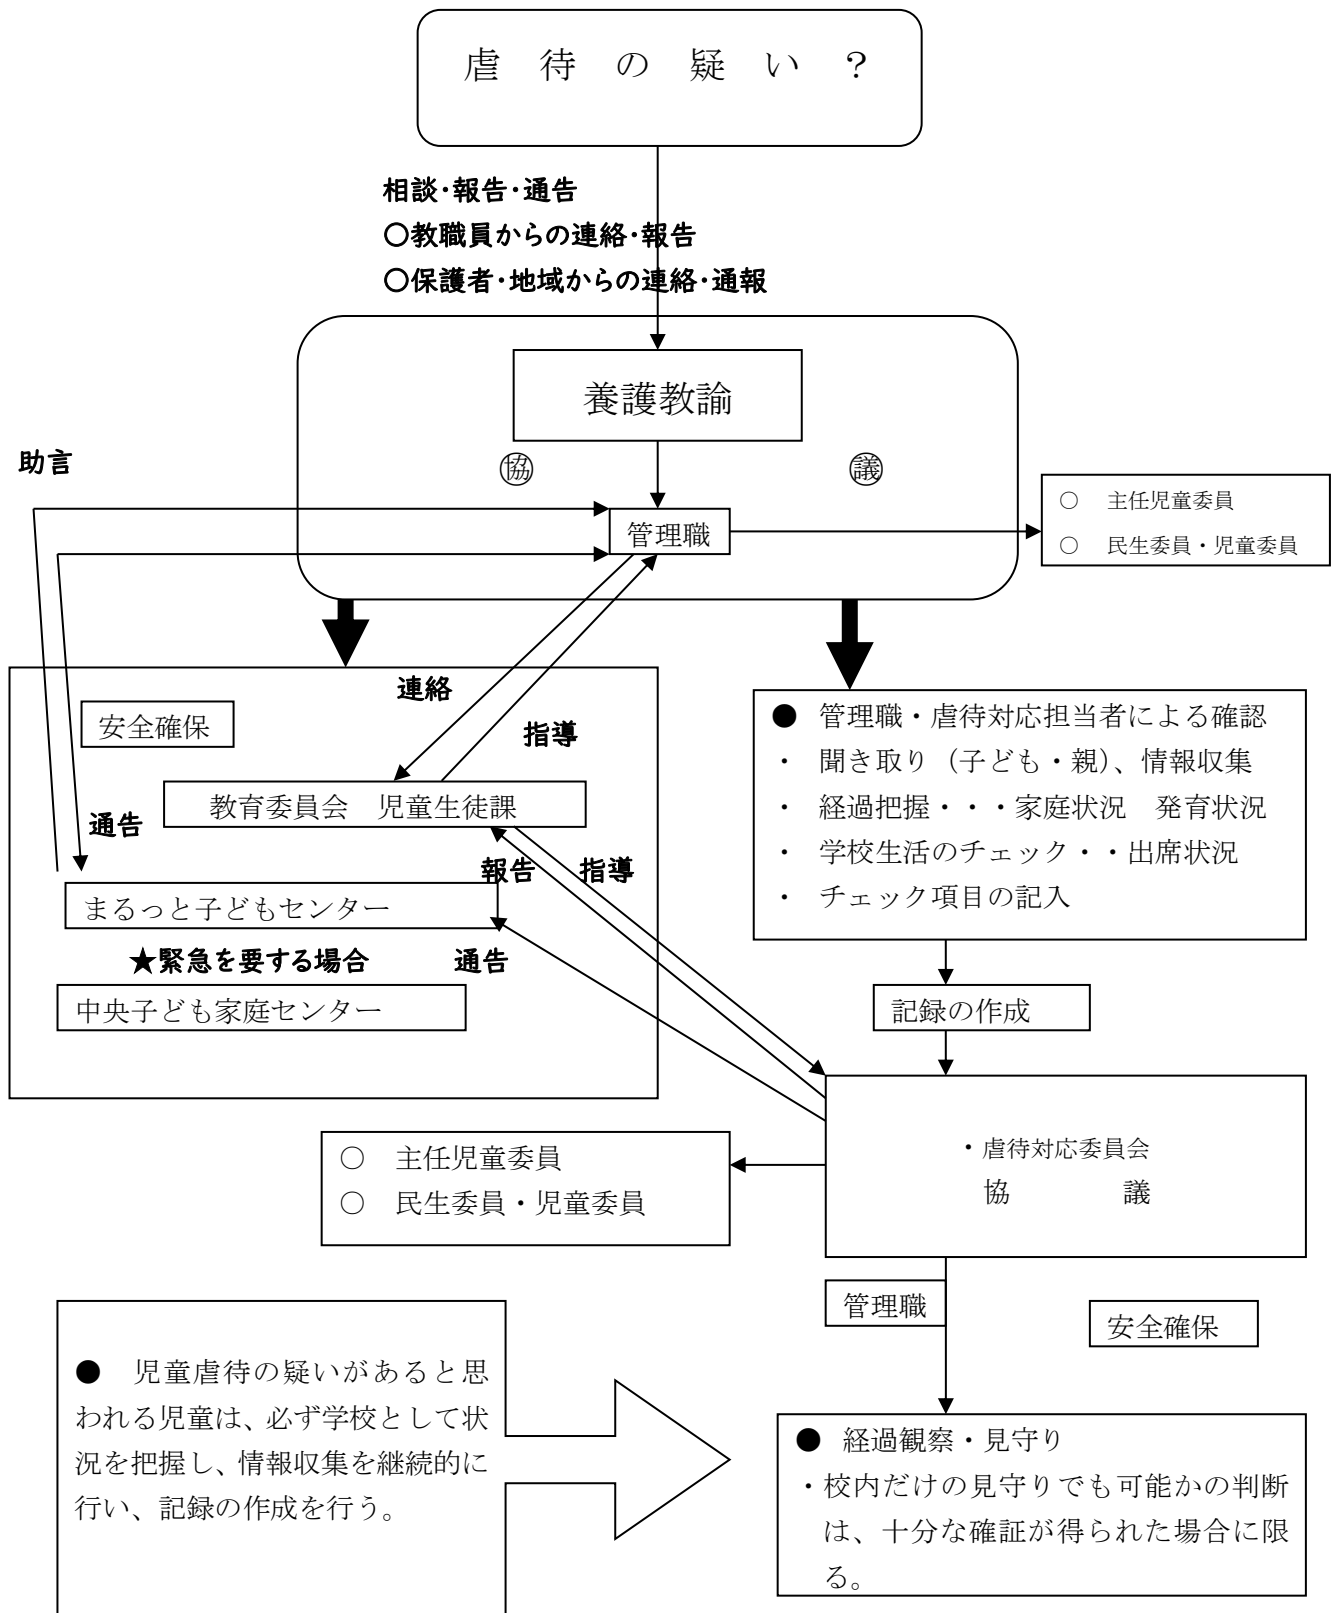 虐　待　の　疑　い　？
相談・報告・通告
〇教職員からの連絡・報告
〇保護者・地域からの連絡・通報
養護教諭
㊿協　議
助言
管理職
○　主任児童委員
○　民生委員・児童委員
連絡
安全確保
指導
教育委員会　児童生徒課
通告
報告　指導
まるっと子どもセンター
★緊急を要する場合　通告
中央子ども家庭センター
●　管理職・虐待対応担当者による確認
・　聞き取り（子ども・親）、情報収集
・　経過把握・・・家庭状況　発育状況
・　学校生活のチェック・・出席状況
・　チェック項目の記入
記録の作成
・虐待対応委員会
協　議
○　主任児童委員
○　民生委員・児童委員
管理職
安全確保
●　児童虐待の疑いがあると思
われる児童は、必ず学校として状
況を把握し、情報収集を継続的に
行い、記録の作成を行う。
●　経過観察・見守り
・校内だけの見守りでも可能かの判断
は、十分な確証が得られた場合に限
る。